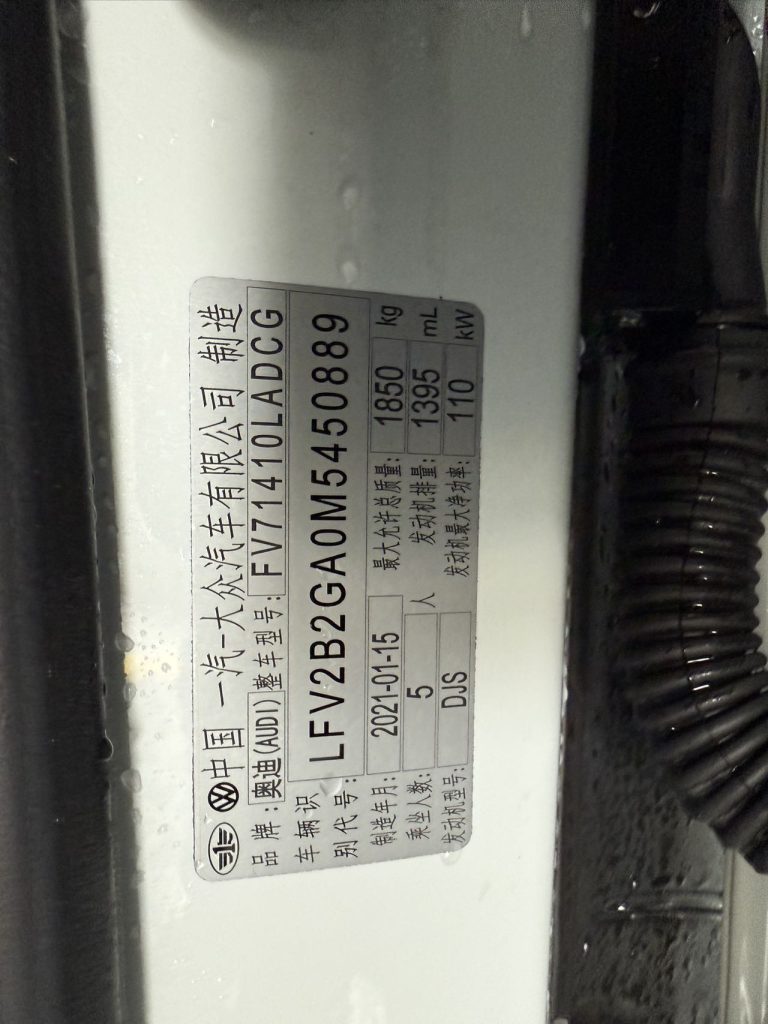 中国 一汽-大众汽车有限公司 制造
品牌: 奥迪(AUDI) 整车型号: FV71410LADCG
车辆识别代号: LFV2B2GA0M5450889
制造年月: 2021-01-15 最大允许总质量: 1850 kg
乘坐人数: 5 人 发动机排量: 1395 mL
发动机型号: DJS 发动机最大净功率: 110 kW